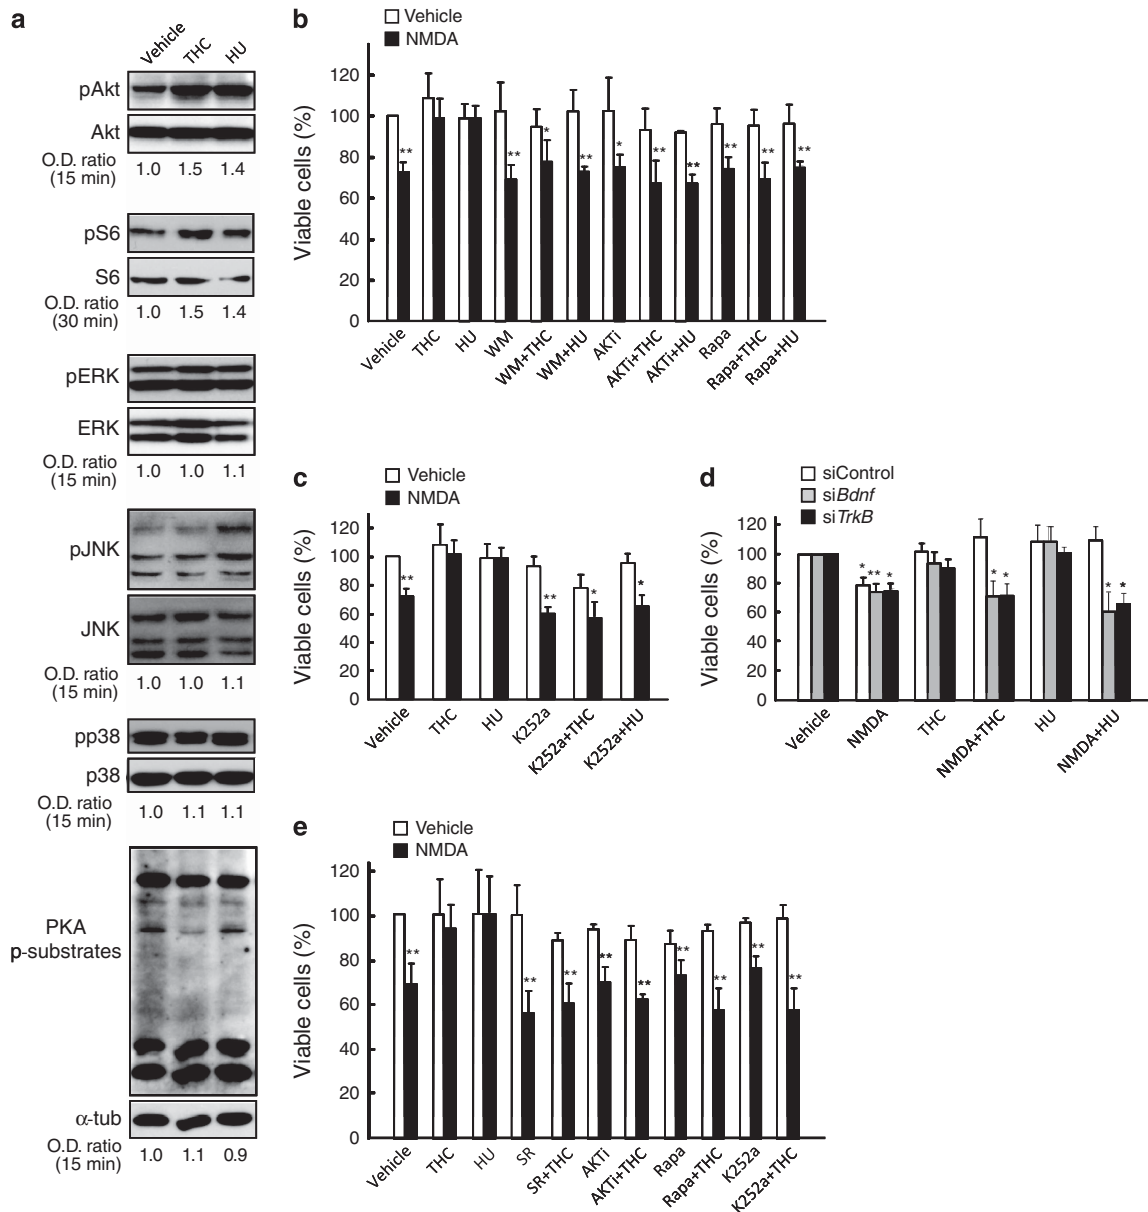 a
Vehicle THC HU
pAkt
Akt
O.D. ratio
(15 min) 1.0 1.5 1.4
pS6
S6
O.D. ratio
(30 min) 1.0 1.5 1.4
pERK
ERK
O.D. ratio
(15 min) 1.0 1.0 1.1
pJNK
JNK
O.D. ratio
(15 min) 1.0 1.0 1.1
pp38
p38
O.D. ratio
(15 min) 1.0 1.1 1.1
PKA
p-substrates
α-tub
O.D. ratio
(15 min) 1.0 1.1 0.9
b
Vehicle
NMDA
Viable cells (%)
120
100
80
60
40
20
0
** ** * ** * ** ** ** ** **
Vehicle THC HU WM WM+THC WM+HU AKTi AKTi+THC AKTi+HU Rapa Rapa+THC Rapa+HU
c
Vehicle
NMDA
Viable cells (%)
120
100
80
60
40
20
0
** ** * *
Vehicle THC HU K252a K252a+THC K252a+HU
d
siControl
siBdnf
siTrkB
Viable cells (%)
120
100
80
60
40
20
0
* ** * * * * *
Vehicle NMDA THC NMDA+THC HU NMDA+HU
e
Vehicle
NMDA
Viable cells (%)
120
100
80
60
40
20
0
** ** ** ** ** ** ** ** **
Vehicle THC HU SR SR+THC AKTi AKTi+THC Rapa Rapa+THC K252a K252a+THC